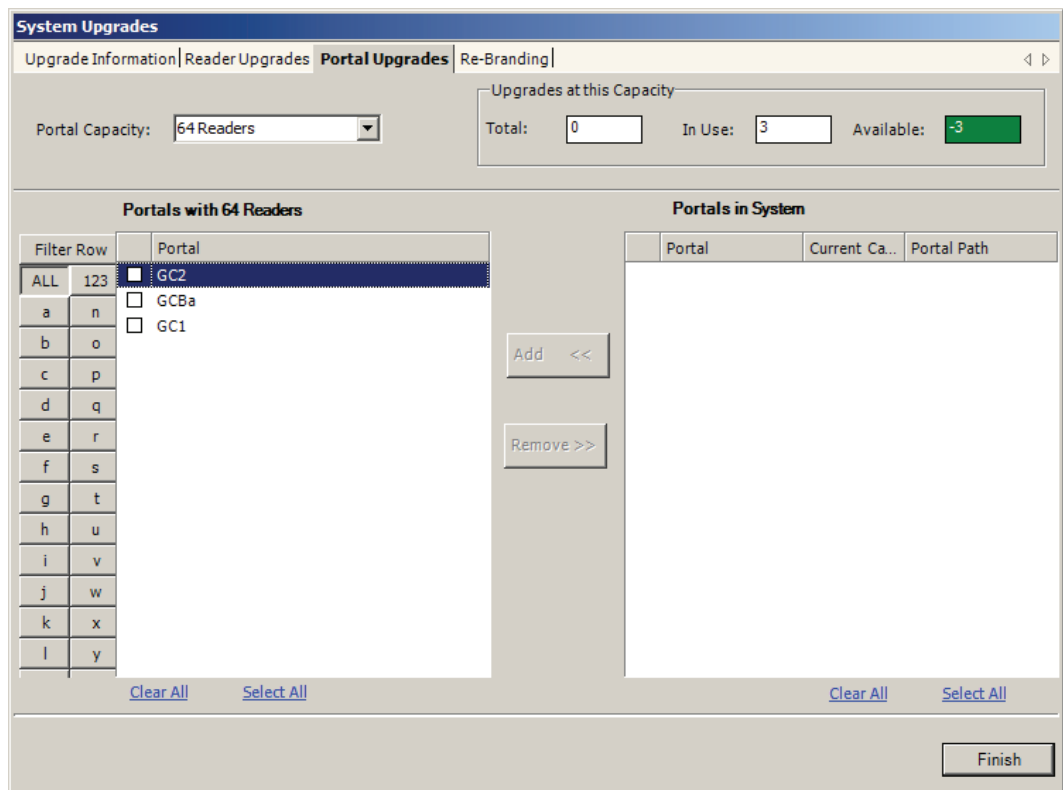 System Upgrades
Upgrade Information Reader Upgrades Portal Upgrades Re-Branding
Upgrades at this Capacity
Portal Capacity: 64 Readers Total: 0 In Use: 3 Available: -3
Portals with 64 Readers Portals in System
Filter Row Portal Portal Current Ca... Portal Path
ALL 123 GC2
a n GCBa
GC1
b o
Add <<
c p
d q
e r
Remove >>
f s
g t
h u
i v
j w
k x
l y
Clear All Select All Clear All Select All
Finish